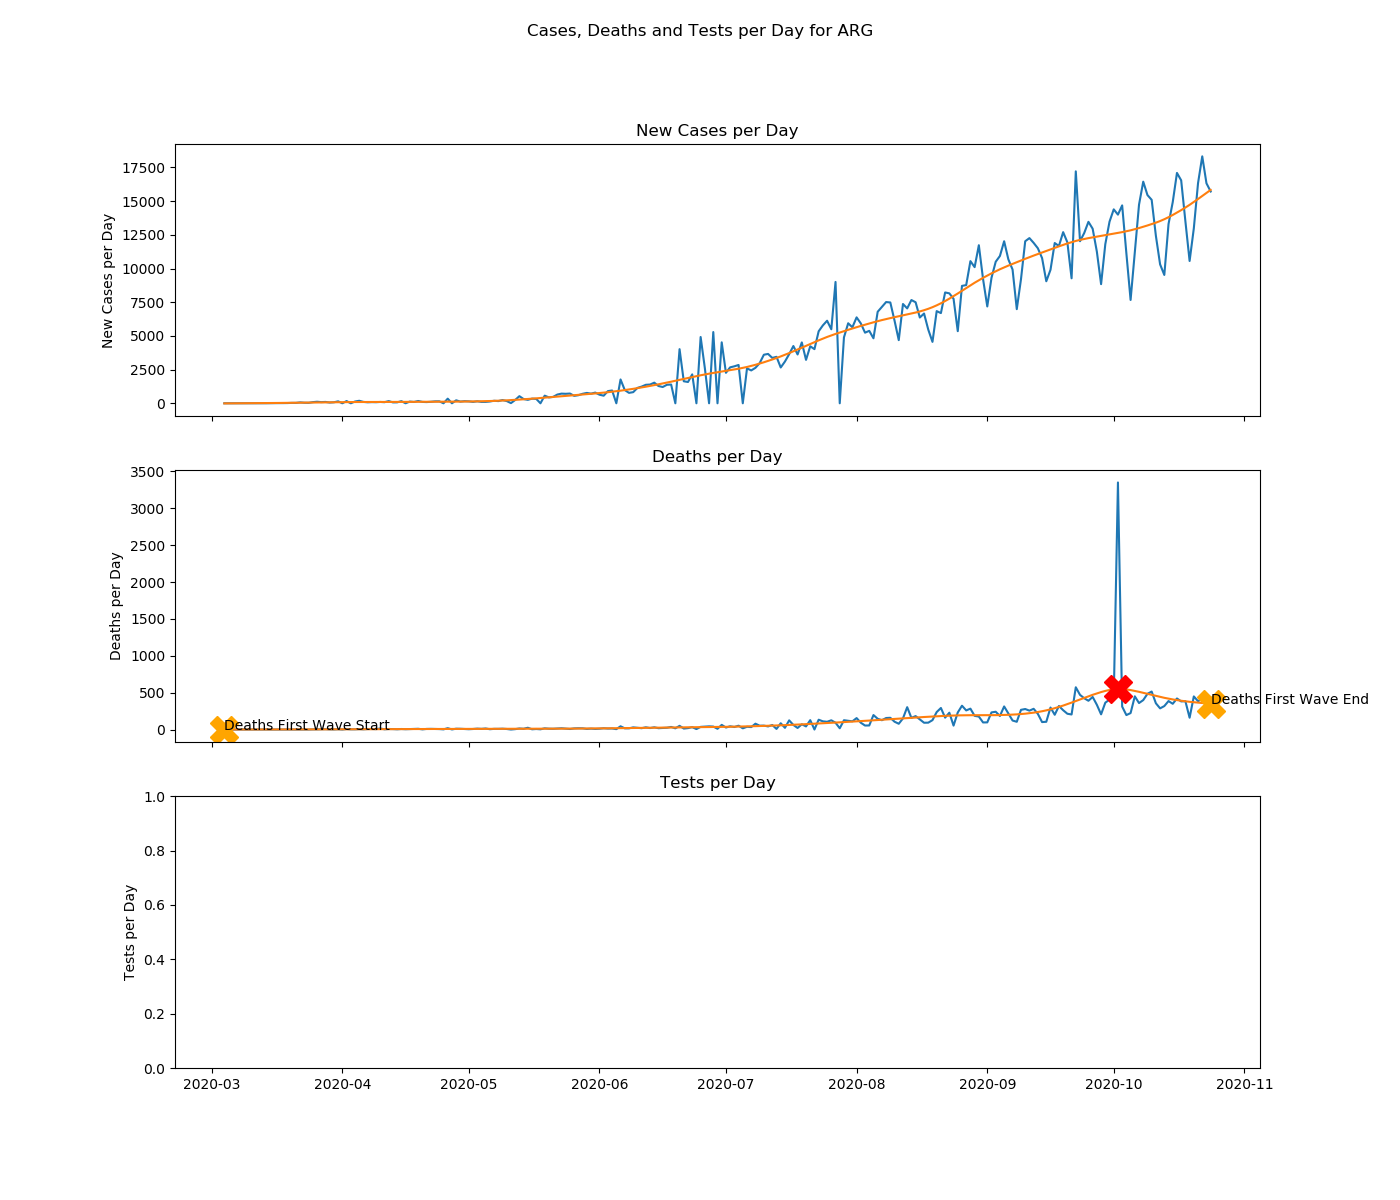 Cases, Deaths and Tests per Day for ARG
New Cases per Day
New Cases per Day
17500
15000
12500
10000
7500
5000
2500
0
Deaths per Day
Deaths per Day
3500
3000
2500
2000
1500
1000
500
0
Deaths First Wave Start
Deaths First Wave End
Tests per Day
Tests per Day
1.0
0.8
0.6
0.4
0.2
0.0
2020-03 2020-04 2020-05 2020-06 2020-07 2020-08 2020-09 2020-10 2020-11